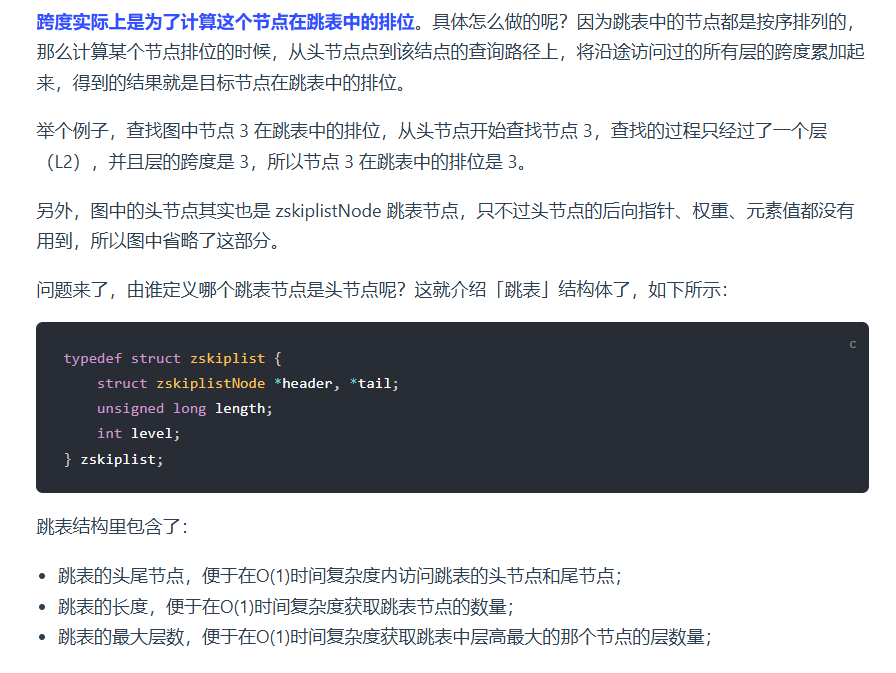 跨度实际上是为了计算这个节点在跳表中的排位。具体怎么做的呢？因为跳表中的节点都是按序排列的，
那么计算某个节点排位的时候，从头节点点到该结点的查询路径上，将沿途访问过的所有层的跨度累加起
来，得到的结果就是目标节点在跳表中的排位。
举个例子，查找图中节点 3 在跳表中的排位，从头节点开始查找节点 3，查找的过程只经过了一个层
（L2），并且层的跨度是 3，所以节点 3 在跳表中的排位是 3。
另外，图中的头节点其实也是 zskiplistNode 跳表节点，只不过头节点的后向指针、权重、元素值都没有
用到，所以图中省略了这部分。
问题来了，由谁定义哪个跳表节点是头节点呢？这就介绍「跳表」结构体了，如下所示：
c
typedef struct zskiplist {
    struct zskiplistNode *header, *tail;
    unsigned long length;
    int level;
} zskiplist;
跳表结构里包含了：
• 跳表的头尾节点，便于在O(1)时间复杂度内访问跳表的头节点和尾节点；
• 跳表的长度，便于在O(1)时间复杂度获取跳表节点的数量；
• 跳表的最大层数，便于在O(1)时间复杂度获取跳表中层高最大的那个节点的层数量；